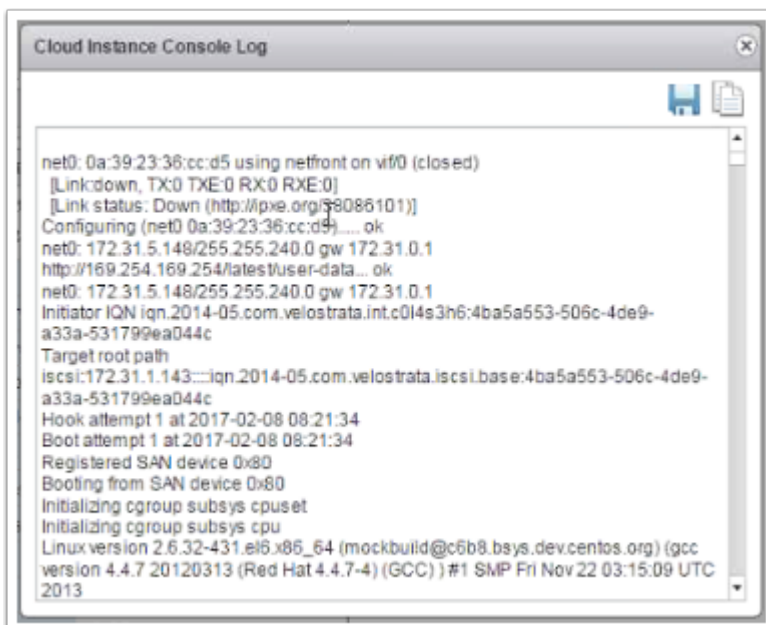 Cloud Instance Console Log
net0: 0a:39:23:36:cc:d5 using netfront on vif/0 (closed)
[Link:down, TX:0 TXE:0 RX:0 RXE:0]
[Link status: Down (http://ipxe.org/38086101)]
Configuring (net0 0a:39:23:36:cc:d5)..... ok
net0: 172.31.5.148/255.255.240.0 gw 172.31.0.1
http://169.254.169.254/latest/user-data... ok
net0: 172.31.5.148/255.255.240.0 gw 172.31.0.1
Initiator IQN iqn.2014-05.com.velostrata.int.c0l4s3h6:4ba5a553-506c-4de9-
a33a-531799ea044c
Target root path
iscsi:172.31.1.143::::iqn.2014-05.com.velostrata.iscsi.base:4ba5a553-506c-4de9-
a33a-531799ea044c
Hook attempt 1 at 2017-02-08 08:21:34
Boot attempt 1 at 2017-02-08 08:21:34
Registered SAN device 0x80
Booting from SAN device 0x80
Initializing cgroup subsys cpuset
Initializing cgroup subsys cpu
Linux version 2.6.32-431.el6.x86_64 (mockbuild@c6b8.bsys.dev.centos.org) (gcc
version 4.4.7 20120313 (Red Hat 4.4.7-4) (GCC) ) #1 SMP Fri Nov 22 03:15:09 UTC
2013